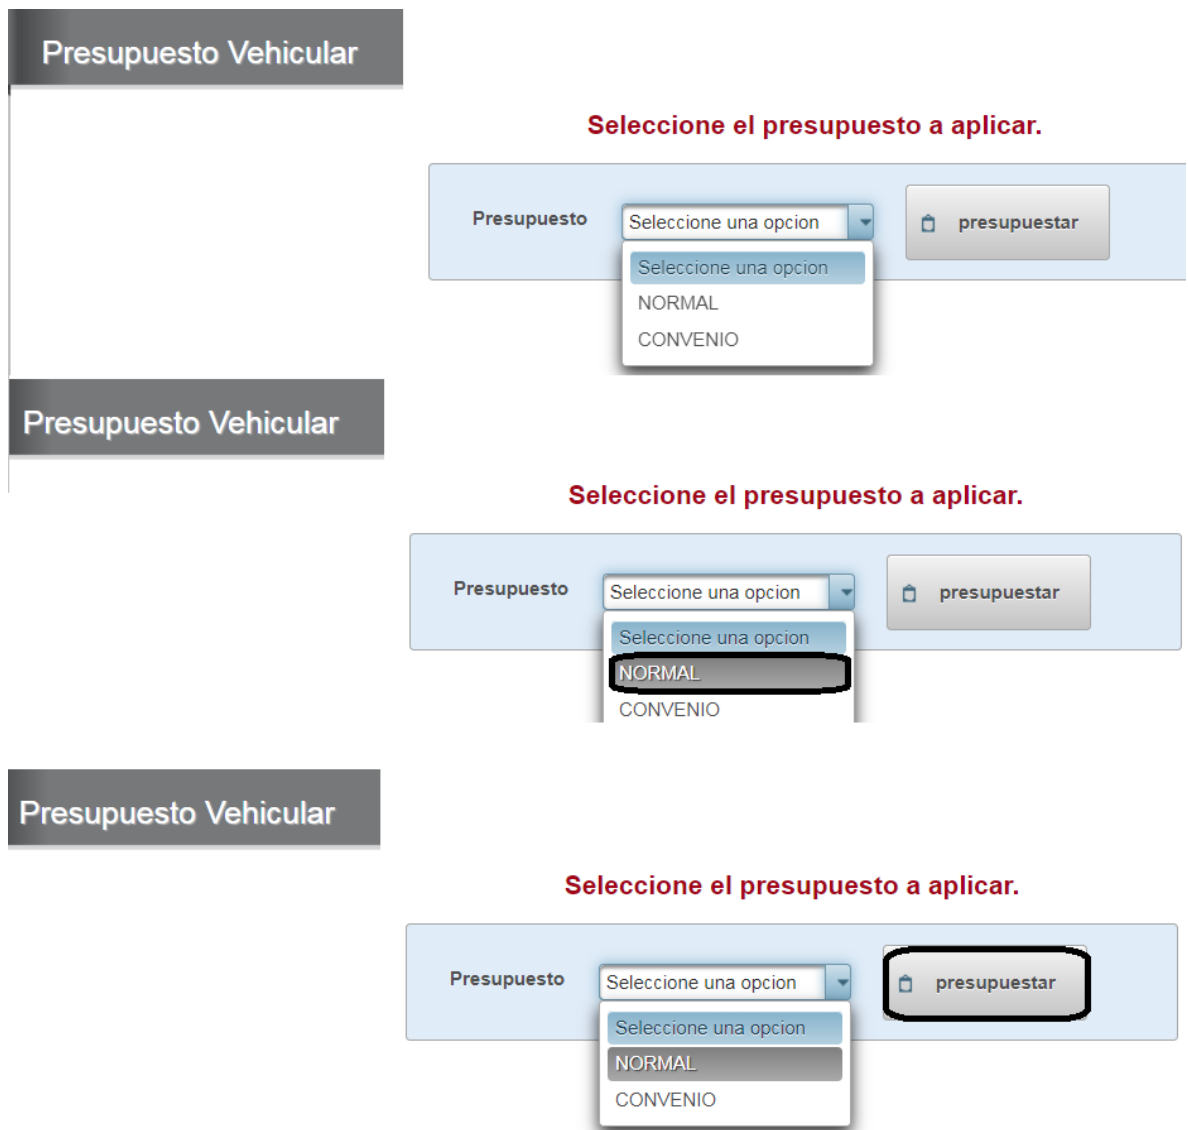 Presupuesto Vehicular
Seleccione el presupuesto a aplicar.
Presupuesto Seleccione una opcion presupuestar
Seleccione una opcion
NORMAL
CONVENIO
Presupuesto Vehicular
Seleccione el presupuesto a aplicar.
Presupuesto Seleccione una opcion presupuestar
Seleccione una opcion
NORMAL
CONVENIO
Presupuesto Vehicular
Seleccione el presupuesto a aplicar.
Presupuesto Seleccione una opcion presupuestar
Seleccione una opcion
NORMAL
CONVENIO